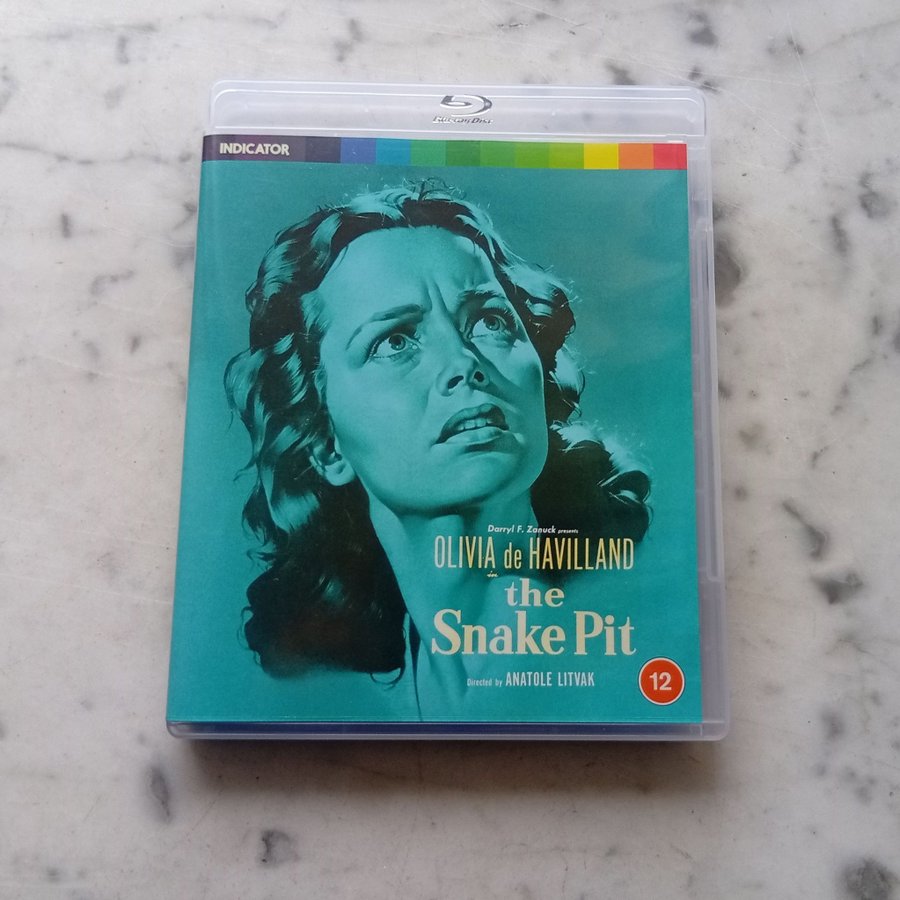 Blu-ray Disc
INDICATOR
Darryl F. Zanuck presents
OLIVIA de HAVILLAND
in
the
Snake Pit
Directed by ANATOLE LITVAK
12